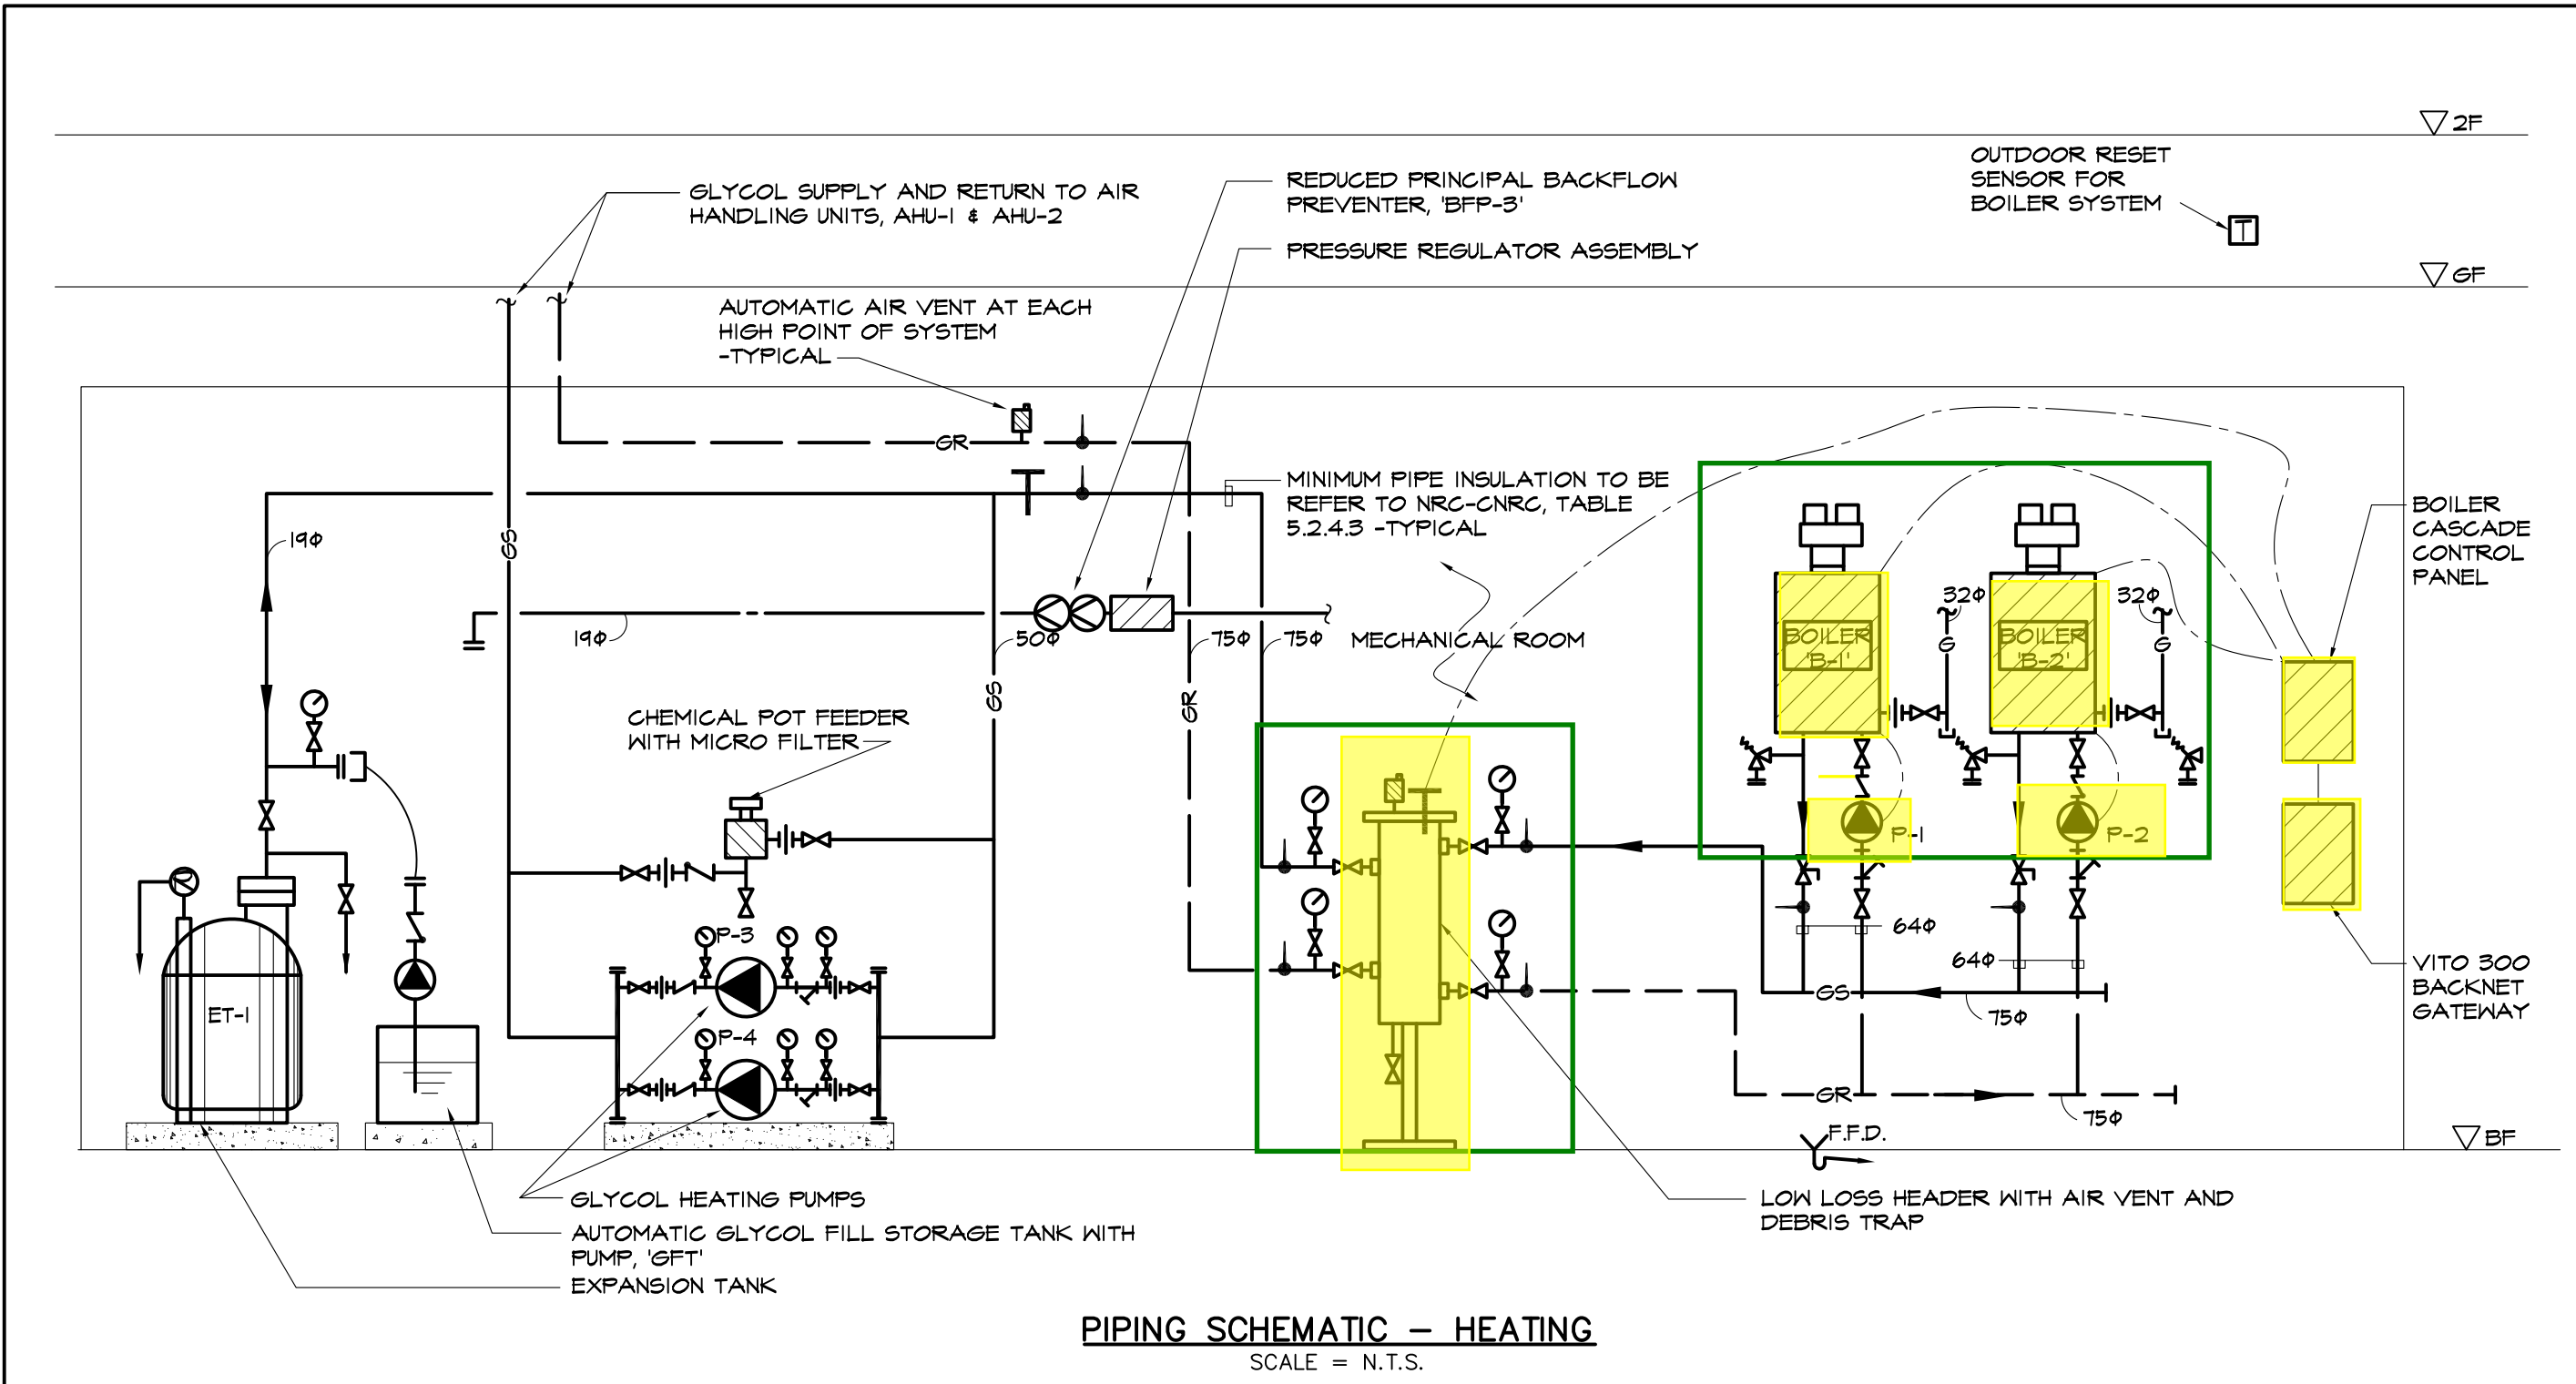 2F
OUTDOOR RESET
SENSOR FOR
BOILER SYSTEM
T
GLYCOL SUPPLY AND RETURN TO AIR
HANDLING UNITS, AHU-1 & AHU-2
REDUCED PRINCIPAL BACKFLOW
PREVENTER, 'BFP-3'
PRESSURE REGULATOR ASSEMBLY
GF
AUTOMATIC AIR VENT AT EACH
HIGH POINT OF SYSTEM
-TYPICAL
GR
MINIMUM PIPE INSULATION TO BE
REFER TO NRC-CNRC, TABLE
5.2.4.3 -TYPICAL
BOILER
CASCADE
CONTROL
PANEL
19ϕ
GS
19ϕ
50ϕ
75ϕ
75ϕ
MECHANICAL ROOM
BOILER
'B-1'
32ϕ
G
BOILER
'B-2'
32ϕ
G
GS
GR
CHEMICAL POT FEEDER
WITH MICRO FILTER
P-1
P-2
64ϕ
64ϕ
VITO 300
BACKNET
GATEWAY
P-3
P-4
ET-1
GS
75ϕ
GR
75ϕ
F.F.D.
BF
GLYCOL HEATING PUMPS
AUTOMATIC GLYCOL FILL STORAGE TANK WITH
PUMP, 'GFT'
EXPANSION TANK
LOW LOSS HEADER WITH AIR VENT AND
DEBRIS TRAP
PIPING SCHEMATIC – HEATING
SCALE = N.T.S.